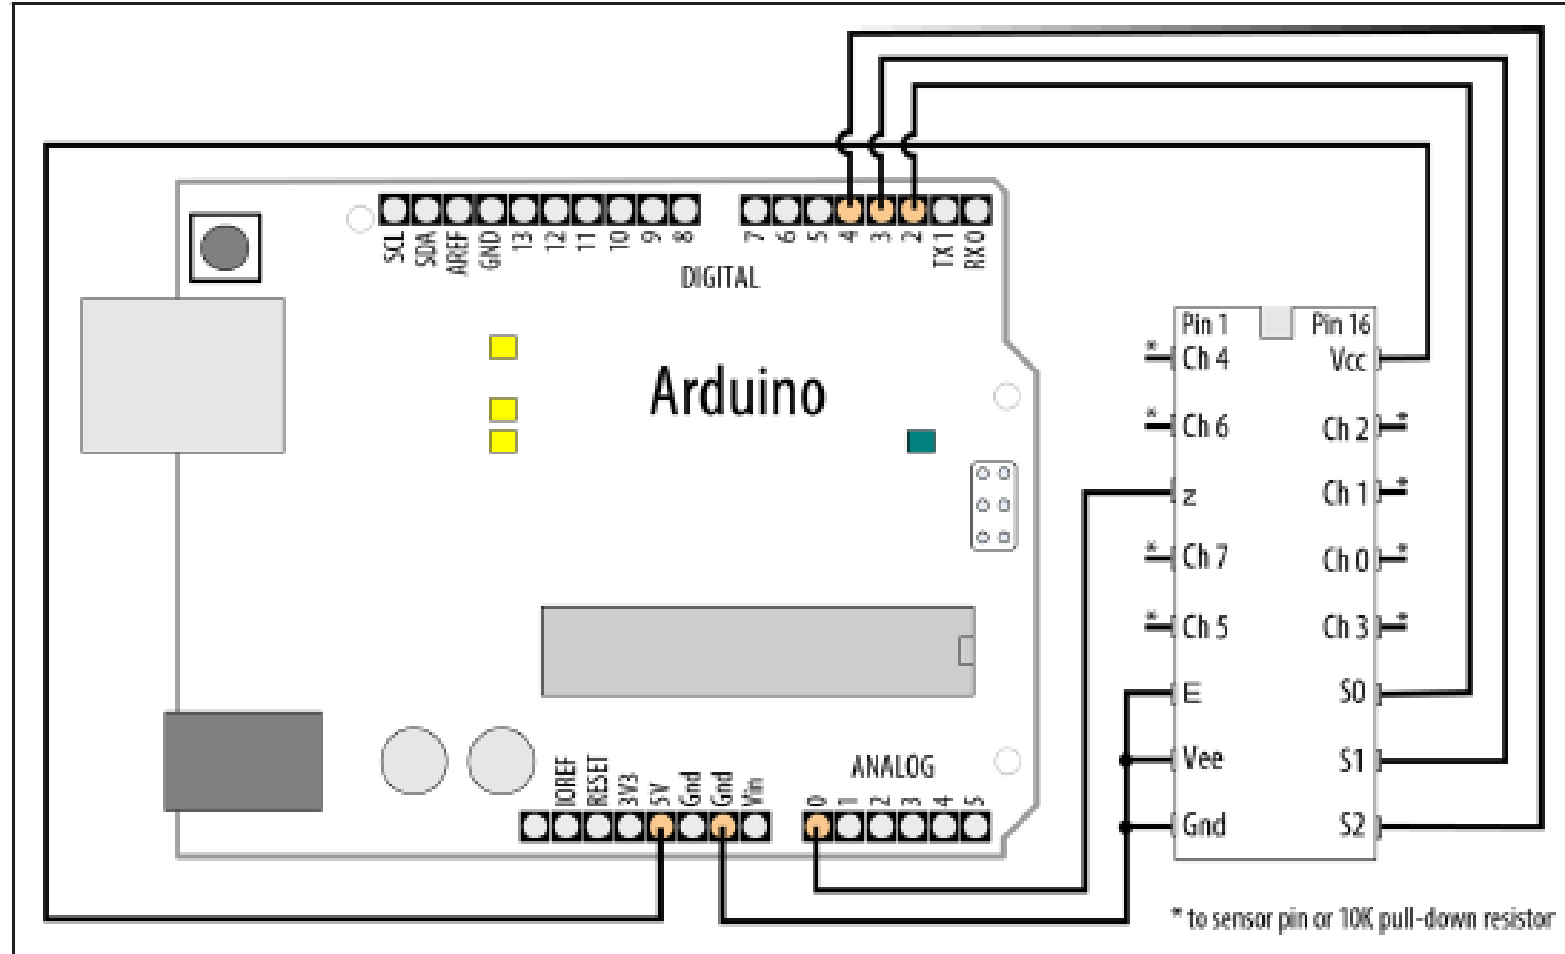 SCL
SDA
AREF
GND
13
12
11
10
9
8
7
6
5
4
3
2
TX 1
RX 0
DIGITAL
Arduino
IOREF
RESET
3V3
5V
Gnd
Gnd
Vin
ANALOG
0
1
2
3
4
5
Pin 1
Pin 16
* Ch 4
Vcc
* Ch 6
Ch 2 *
z
Ch 1 *
* Ch 7
Ch 0 *
* Ch 5
Ch 3 *
E
S0
Vee
S1
Gnd
S2
* to sensor pin or 10K pull-down resistor